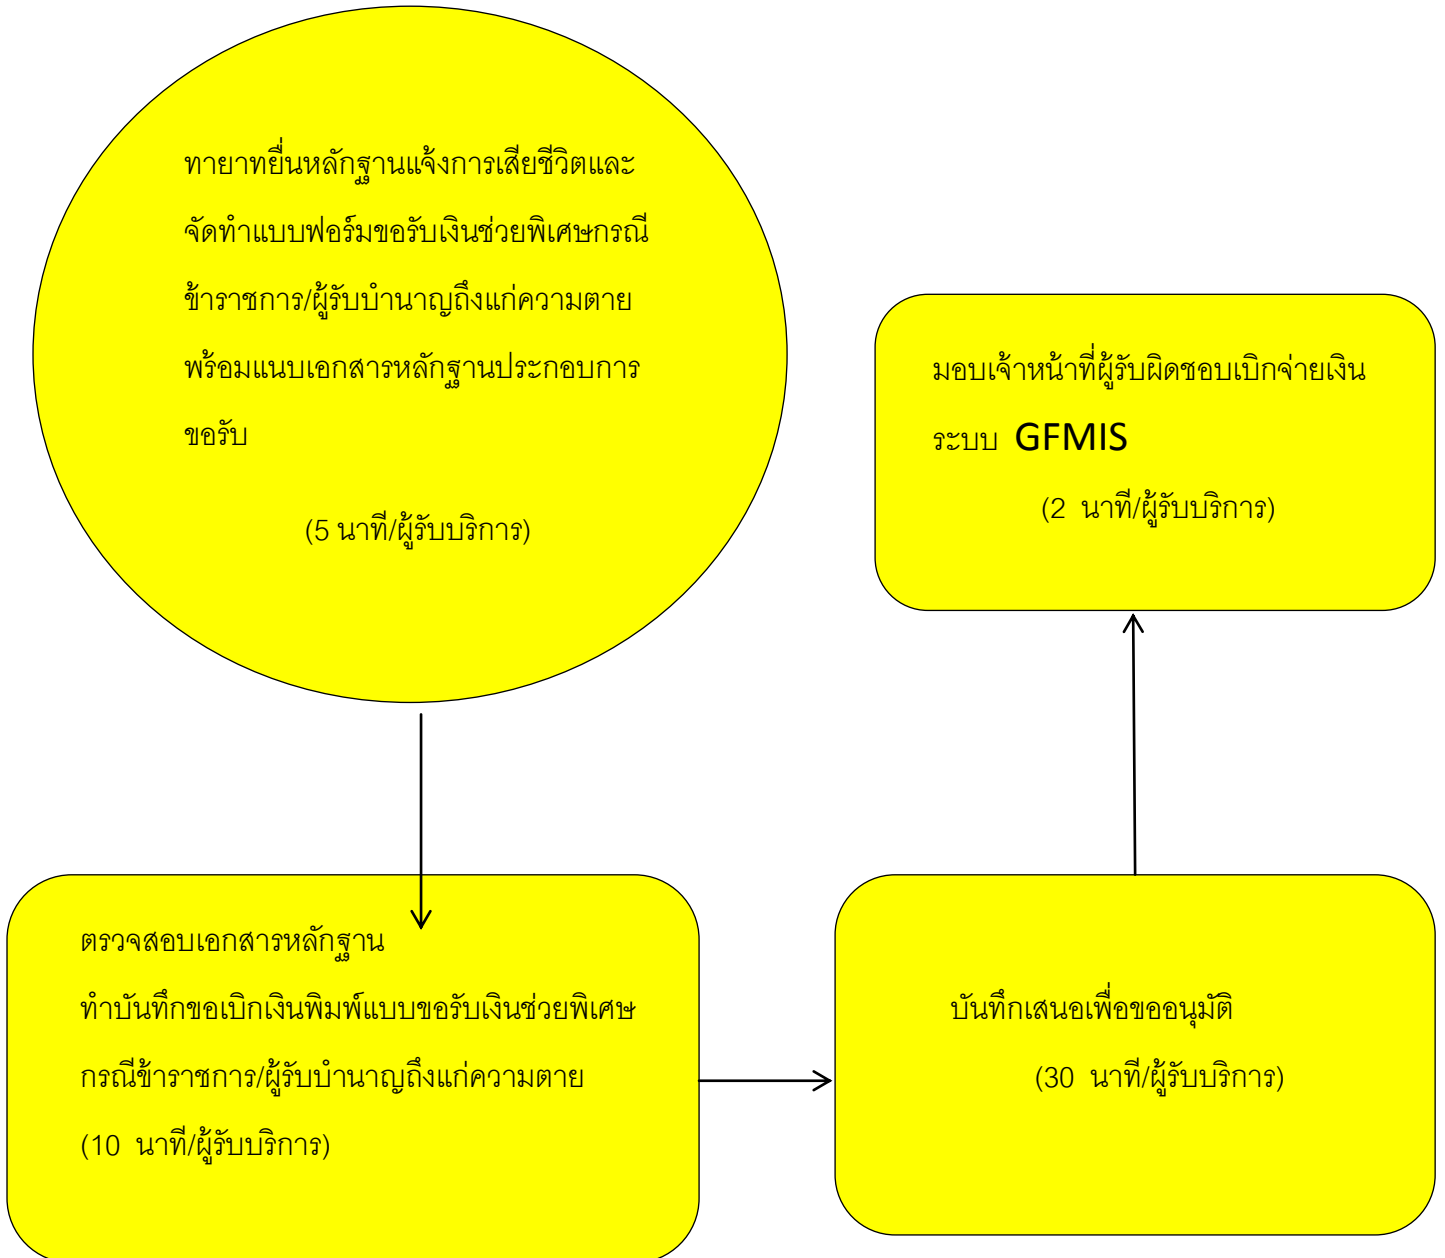 ทายาทยื่นหลักฐานแจ้งการเสียชีวิตและ
จัดทำแบบฟอร์มขอรับเงินช่วยพิเศษกรณี
ข้าราชการ/ผู้รับบำนาญถึงแก่ความตาย
พร้อมแนบเอกสารหลักฐานประกอบการ
ขอรับ
(5 นาที/ผู้รับบริการ)
ตรวจสอบเอกสารหลักฐาน
ทำบันทึกขอเบิกเงินพิมพ์แบบขอรับเงินช่วยพิเศษ
กรณีข้าราชการ/ผู้รับบำนาญถึงแก่ความตาย
(10 นาที/ผู้รับบริการ)
บันทึกเสนอเพื่อขออนุมัติ
(30 นาที/ผู้รับบริการ)
มอบเจ้าหน้าที่ผู้รับผิดชอบเบิกจ่ายเงิน
ระบบ GFMIS
(2 นาที/ผู้รับบริการ)